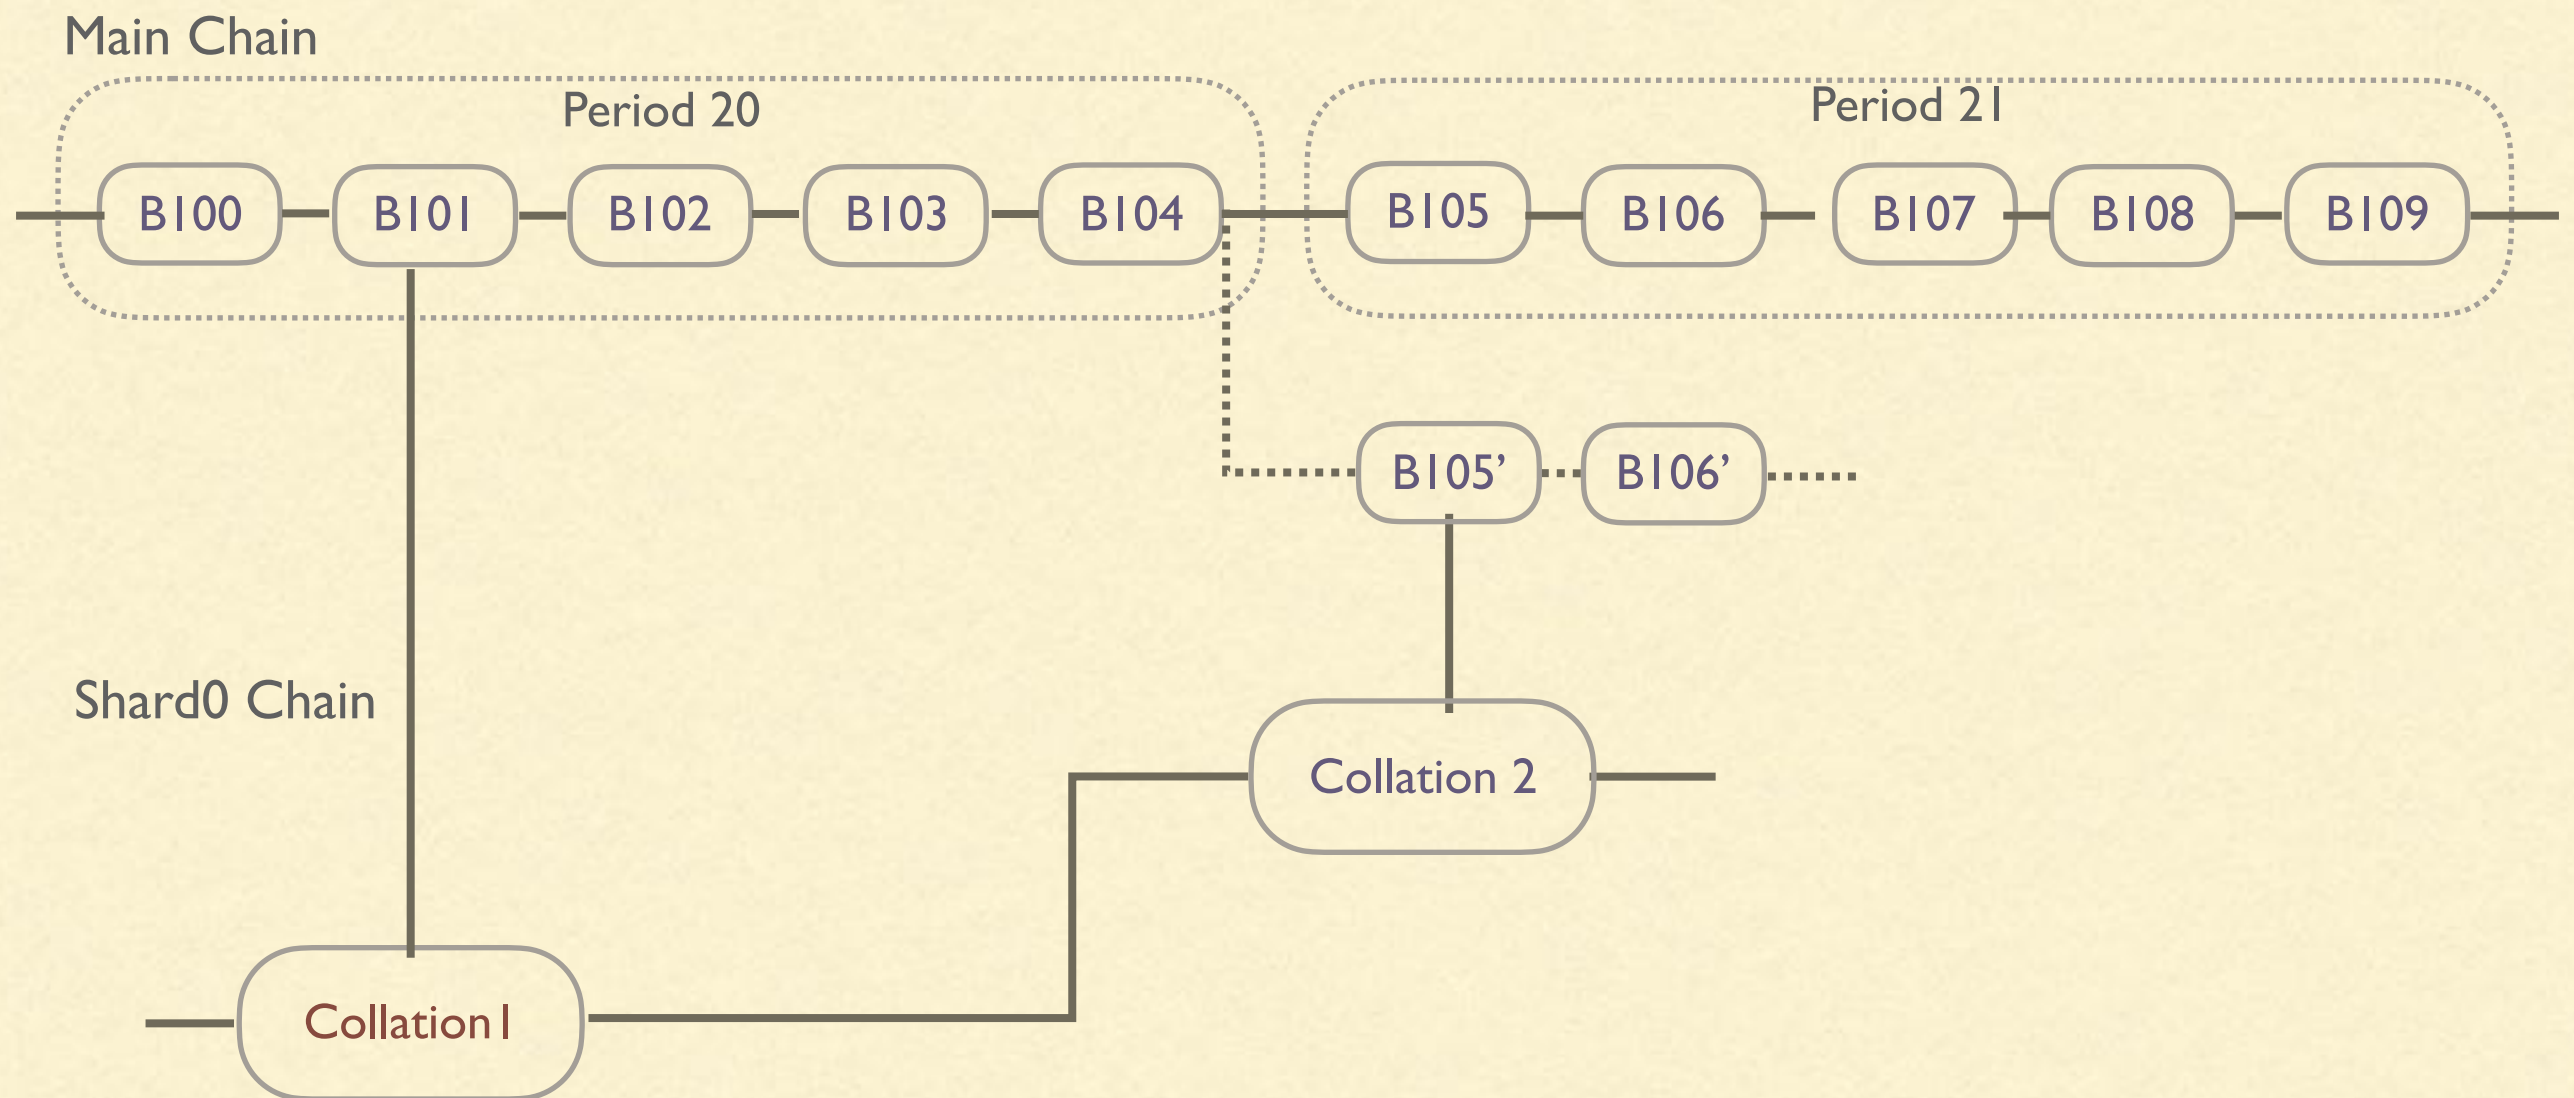 Main Chain
Period 20
Period 21
B100
B101
B102
B103
B104
B105
B106
B107
B108
B109
B105’
B106’
Shard0 Chain
Collation 2
Collation1